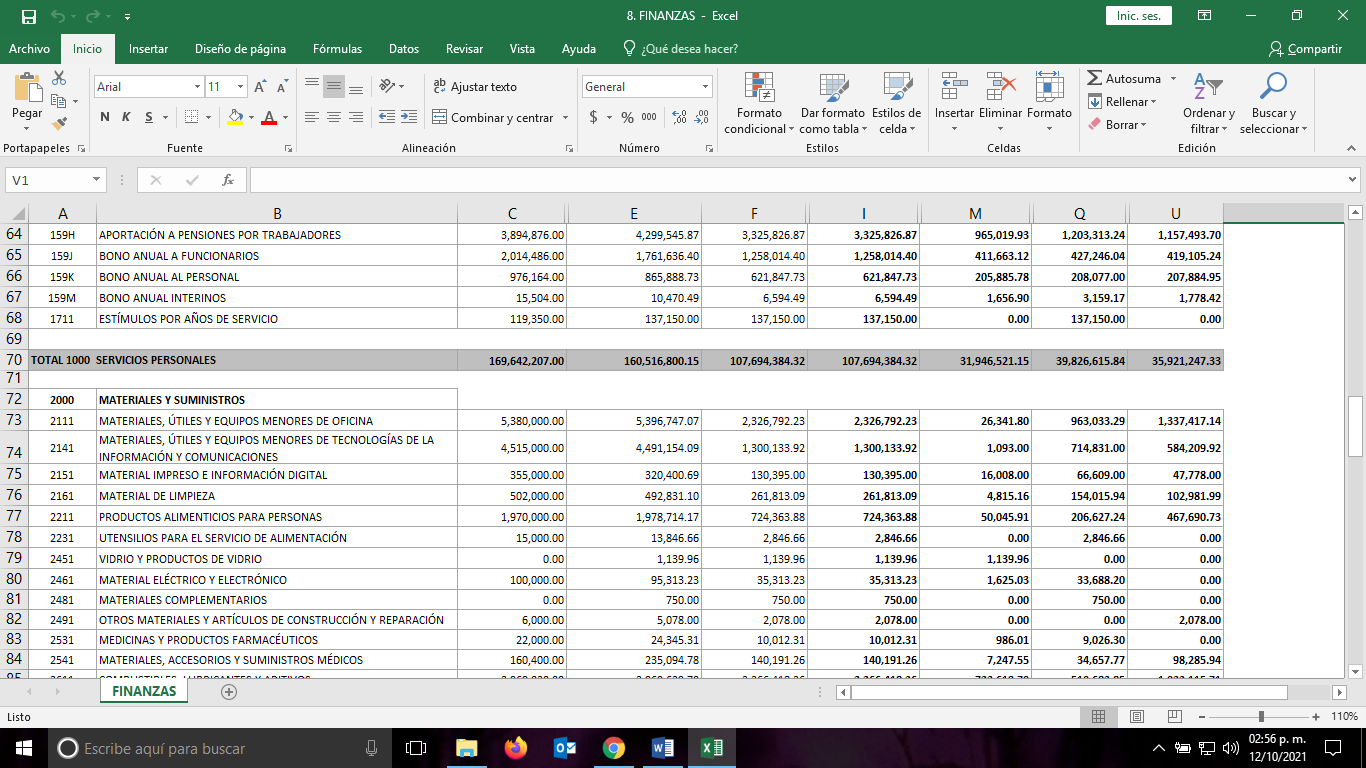 8. FINANZAS - Excel
Inic. ses.
Archivo Inicio Insertar Diseño de página Fórmulas Datos Revisar Vista Ayuda ¿Qué desea hacer? Compartir
Pegar
Arial 11
N K S
Ajustar texto
Combinar y centrar
General
$ % 000
Formato condicional
Dar formato como tabla
Estilos de celda
Insertar Eliminar Formato
Autosuma
Rellenar
Borrar
Ordenar y filtrar
Buscar y seleccionar
Portapapeles Fuente Alineación Número Estilos Celdas Edición
V1 fx
A B C E F I M Q U
64 159H APORTACIÓN A PENSIONES POR TRABAJADORES 3,894,876.00 4,299,545.87 3,325,826.87 3,325,826.87 965,019.93 1,203,313.24 1,157,493.70
65 159J BONO ANUAL A FUNCIONARIOS 2,014,486.00 1,761,636.40 1,258,014.40 1,258,014.40 411,663.12 427,246.04 419,105.24
66 159K BONO ANUAL AL PERSONAL 976,164.00 865,888.73 621,847.73 621,847.73 205,885.78 208,077.00 207,884.95
67 159M BONO ANUAL INTERINOS 15,504.00 10,470.49 6,594.49 6,594.49 1,656.90 3,159.17 1,778.42
68 1711 ESTÍMULOS POR AÑOS DE SERVICIO 119,350.00 137,150.00 137,150.00 137,150.00 0.00 137,150.00 0.00
69
70 TOTAL 1000 SERVICIOS PERSONALES 169,642,207.00 160,516,800.15 107,694,384.32 107,694,384.32 31,946,521.15 39,826,615.84 35,921,247.33
71
72 2000 MATERIALES Y SUMINISTROS
73 2111 MATERIALES, ÚTILES Y EQUIPOS MENORES DE OFICINA 5,380,000.00 5,396,747.07 2,326,792.23 2,326,792.23 26,341.80 963,033.29 1,337,417.14
74 2141 MATERIALES, ÚTILES Y EQUIPOS MENORES DE TECNOLOGÍAS DE LA
INFORMACIÓN Y COMUNICACIONES 4,515,000.00 4,491,154.09 1,300,133.92 1,300,133.92 1,093.00 714,831.00 584,209.92
75 2151 MATERIAL IMPRESO E INFORMACIÓN DIGITAL 355,000.00 320,400.69 130,395.00 130,395.00 16,008.00 66,609.00 47,778.00
76 2161 MATERIAL DE LIMPIEZA 502,000.00 492,831.10 261,813.09 261,813.09 4,815.16 154,015.94 102,981.99
77 2211 PRODUCTOS ALIMENTICIOS PARA PERSONAS 1,970,000.00 1,978,714.17 724,363.88 724,363.88 50,045.91 206,627.24 467,690.73
78 2231 UTENSILIOS PARA EL SERVICIO DE ALIMENTACIÓN 15,000.00 13,846.66 2,846.66 2,846.66 0.00 2,846.66 0.00
79 2451 VIDRIO Y PRODUCTOS DE VIDRIO 0.00 1,139.96 1,139.96 1,139.96 1,139.96 0.00 0.00
80 2461 MATERIAL ELÉCTRICO Y ELECTRÓNICO 100,000.00 95,313.23 35,313.23 35,313.23 1,625.03 33,688.20 0.00
81 2481 MATERIALES COMPLEMENTARIOS 0.00 750.00 750.00 750.00 0.00 750.00 0.00
82 2491 OTROS MATERIALES Y ARTÍCULOS DE CONSTRUCCIÓN Y REPARACIÓN 6,000.00 5,078.00 2,078.00 2,078.00 0.00 0.00 2,078.00
83 2531 MEDICINAS Y PRODUCTOS FARMACÉUTICOS 22,000.00 24,345.31 10,012.31 10,012.31 986.01 9,026.30 0.00
84 2541 MATERIALES, ACCESORIOS Y SUMINISTROS MÉDICOS 160,400.00 235,094.78 140,191.26 140,191.26 7,247.55 34,657.77 98,285.94
FINANZAS
Listo 110%
Escribe aquí para buscar
02:56 p. m.
12/10/2021